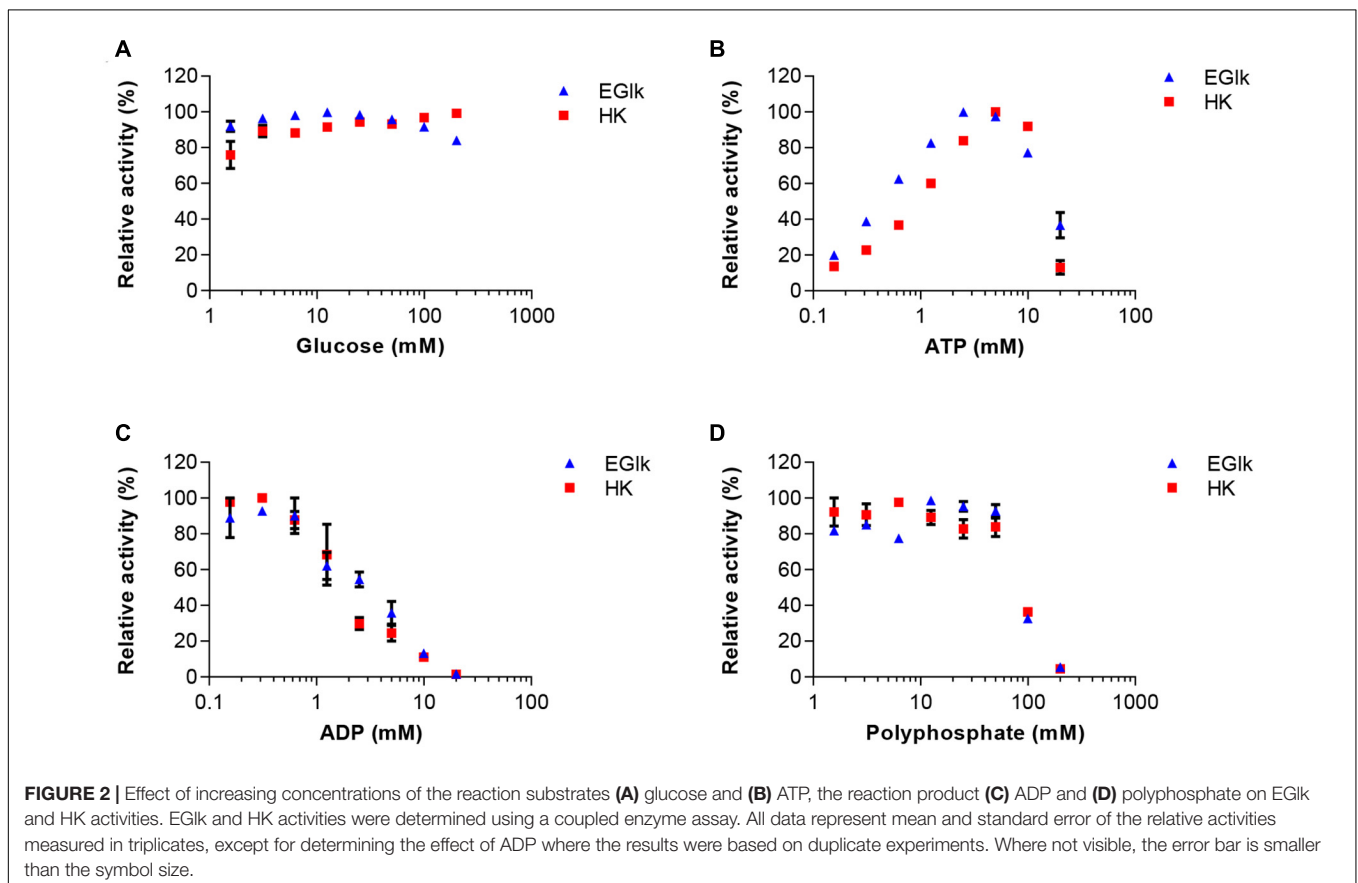 A
120
100
80
60
40
20
0
Relative activity (%)
1 10 100 1000
Glucose (mM)
EGlk
HK
B
120
100
80
60
40
20
0
Relative activity (%)
0.1 1 10 100
ATP (mM)
EGlk
HK
C
120
100
80
60
40
20
0
Relative activity (%)
0.1 1 10 100
ADP (mM)
EGlk
HK
D
120
100
80
60
40
20
0
Relative activity (%)
1 10 100 1000
Polyphosphate (mM)
EGlk
HK
FIGURE 2 | Effect of increasing concentrations of the reaction substrates (A) glucose and (B) ATP, the reaction product (C) ADP and (D) polyphosphate on EGlk
and HK activities. EGlk and HK activities were determined using a coupled enzyme assay. All data represent mean and standard error of the relative activities
measured in triplicates, except for determining the effect of ADP where the results were based on duplicate experiments. Where not visible, the error bar is smaller
than the symbol size.